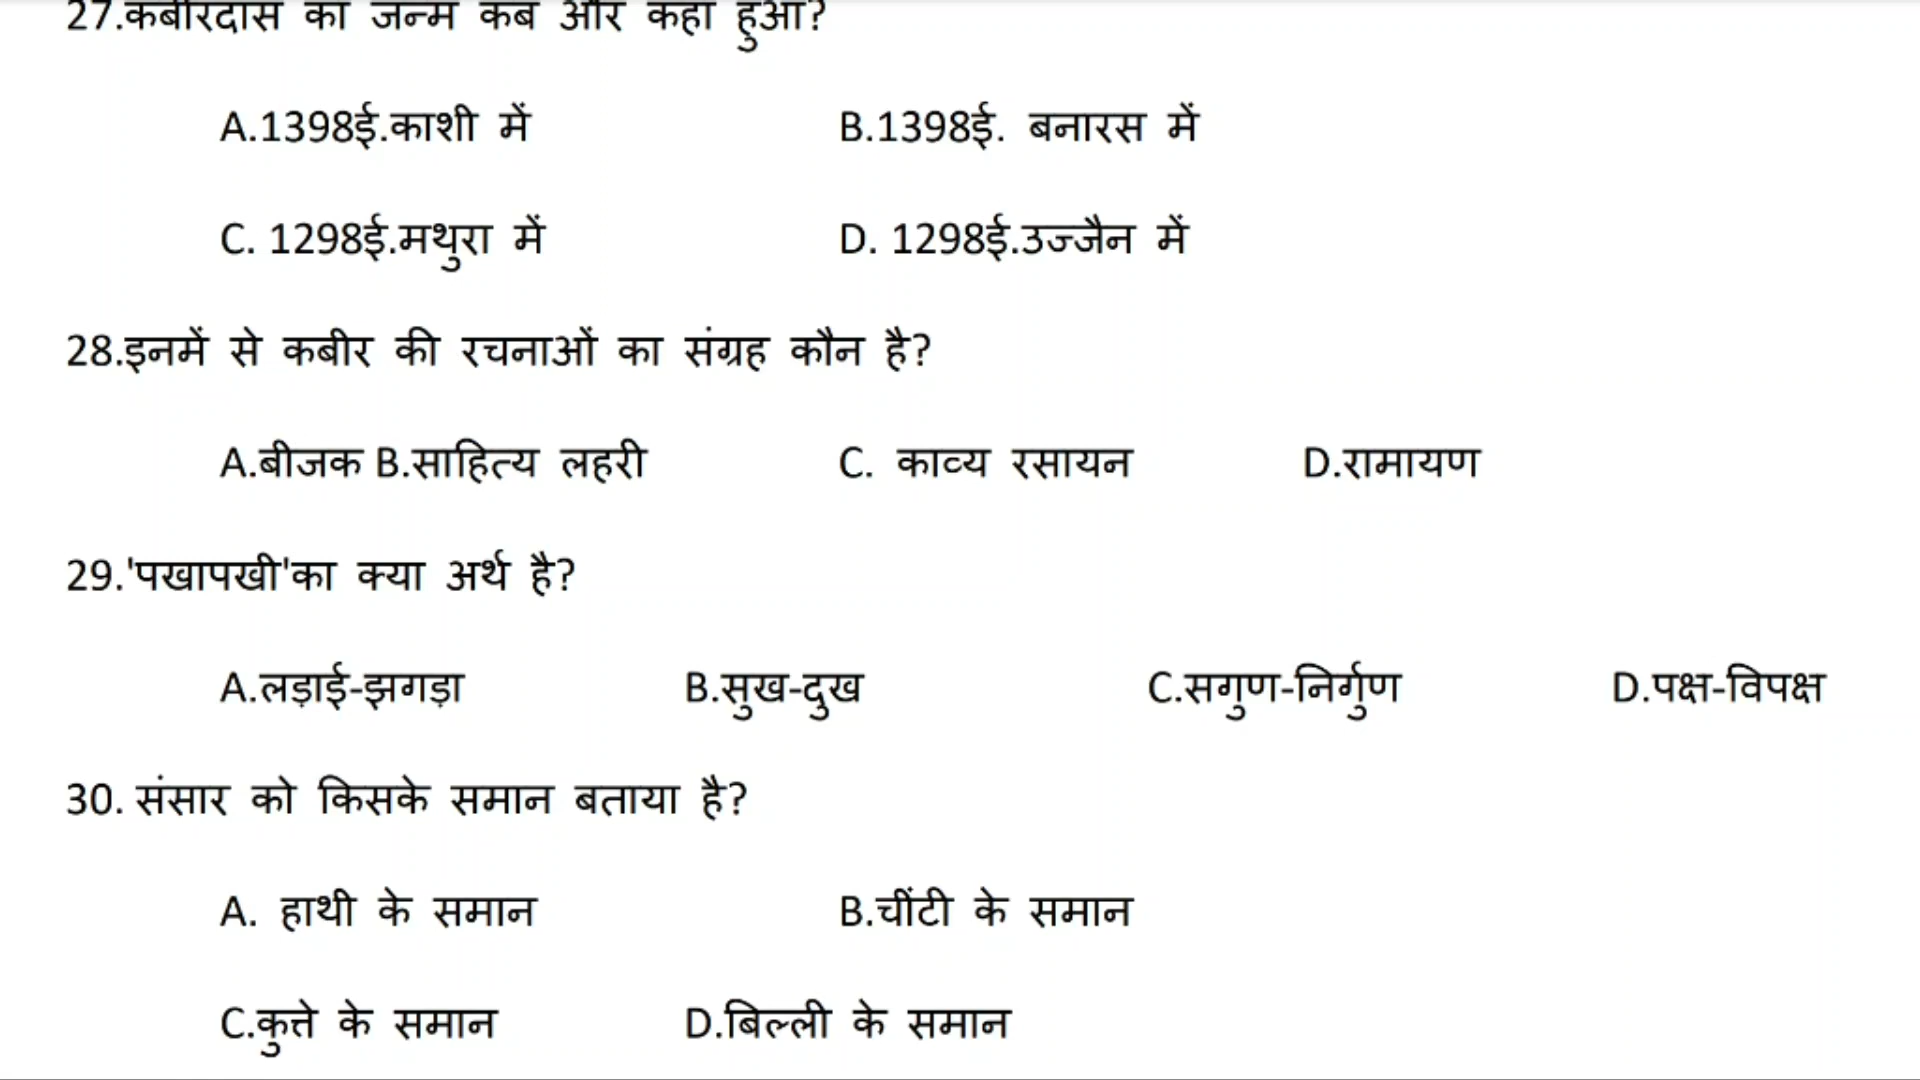 27.कबीरदास का जन्म कब और कहाँ हुआ?
A.1398ई.काशी में B.1398ई. बनारस में
C. 1298ई.मथुरा में D. 1298ई.उज्जैन में
28.इनमें से कबीर की रचनाओं का संग्रह कौन है?
A.बीजक B.साहित्य लहरी C. काव्य रसायन D.रामायण
29.'पखापखी'का क्या अर्थ है?
A.लड़ाई-झगड़ा B.सुख-दुख C.सगुण-निर्गुण D.पक्ष-विपक्ष
30. संसार को किसके समान बताया है?
A. हाथी के समान B.चींटी के समान
C.कुत्ते के समान D.बिल्ली के समान